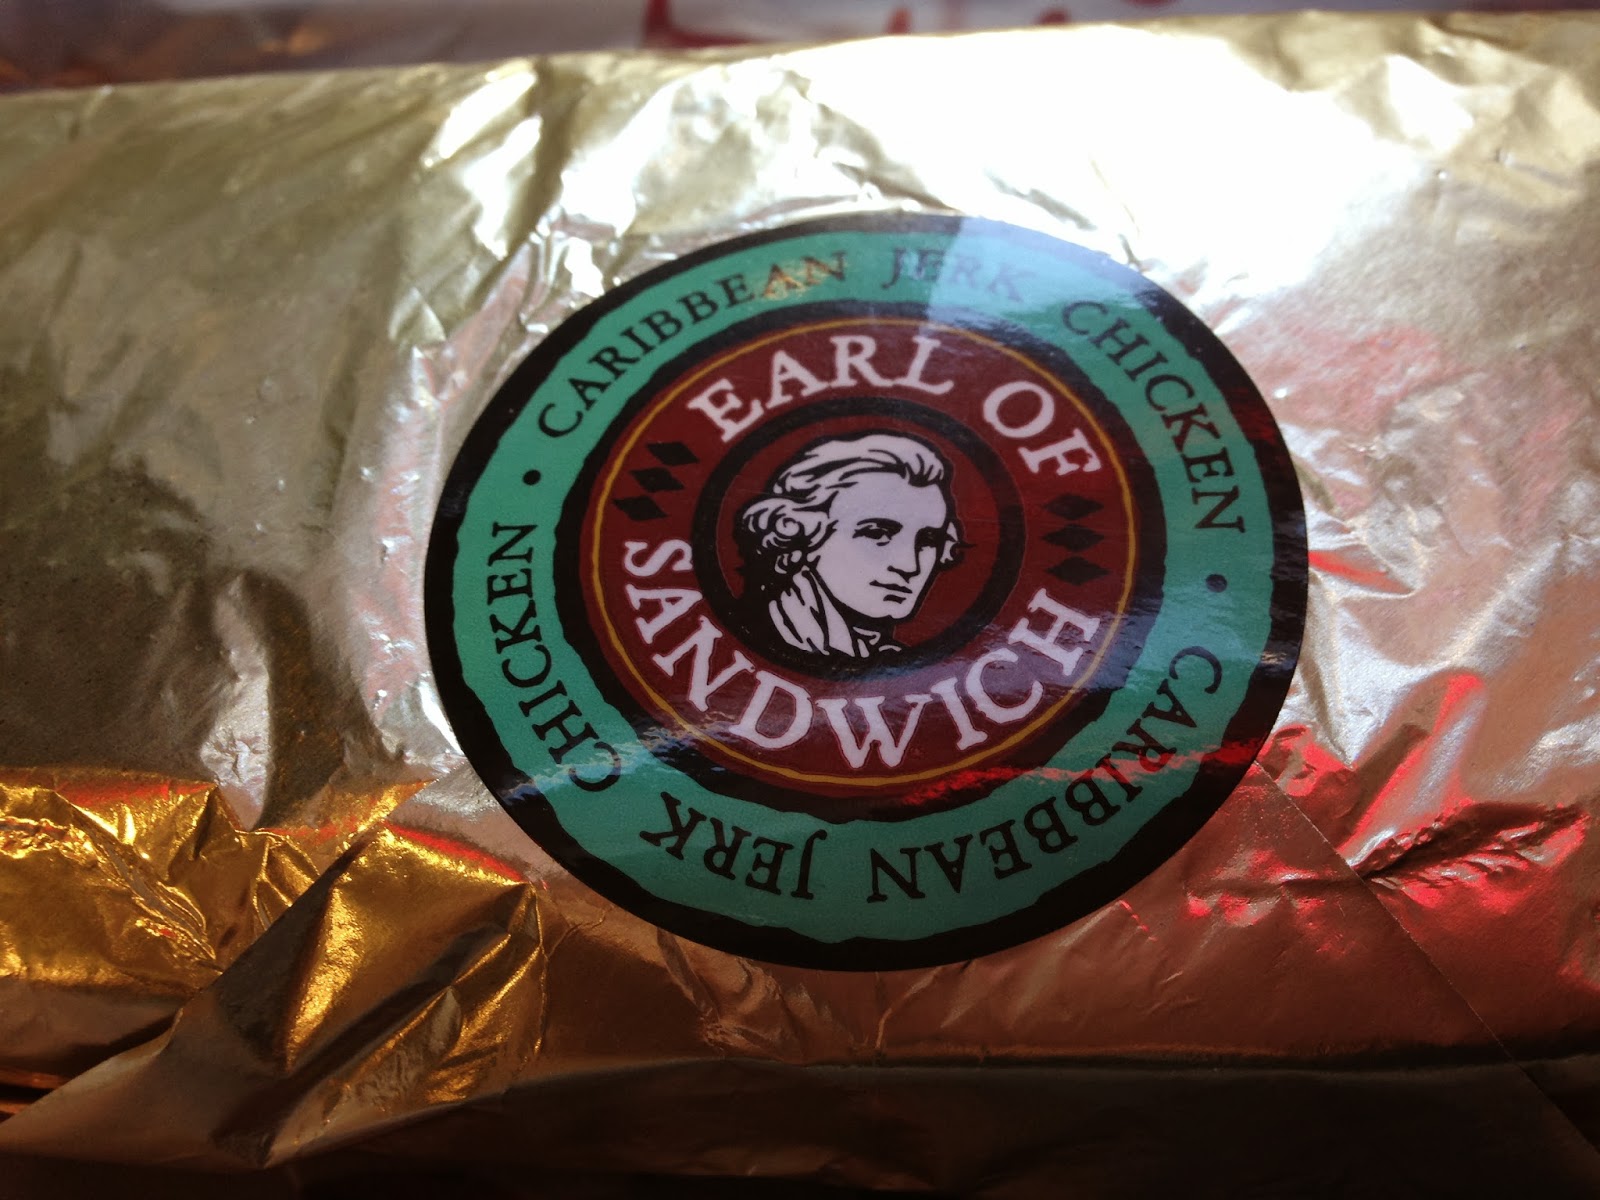 CARIBBEAN JERK CHICKEN • CARIBBEAN JERK CHICKEN •
EARL OF
SANDWICH